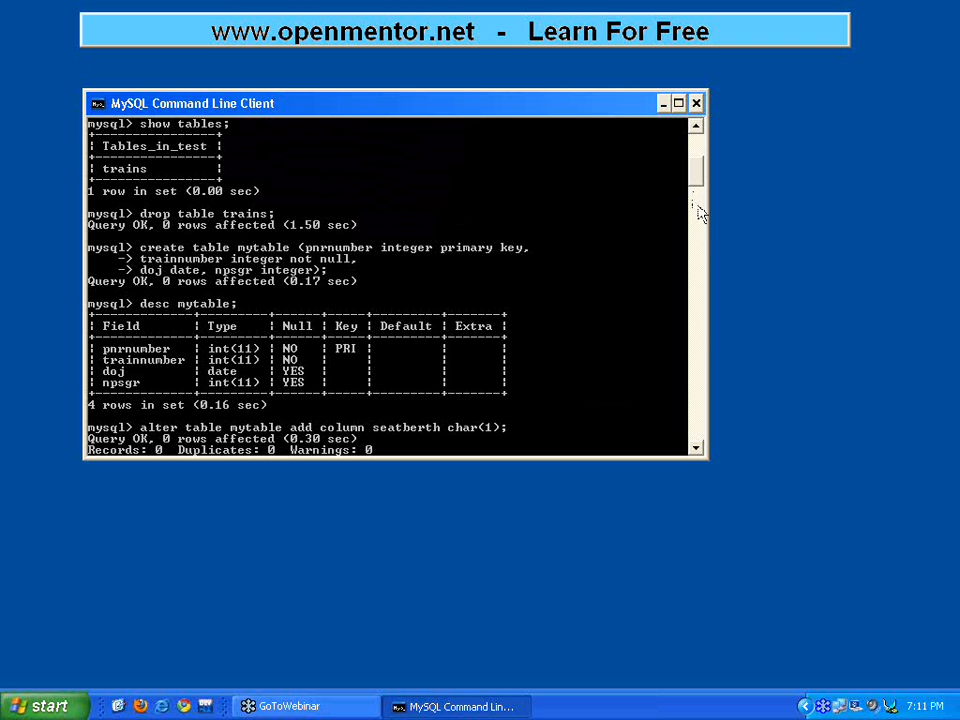 www.openmentor.net - Learn For Free
MySQL Command Line Client
mysql> show tables;
+----------------+
| Tables_in_test |
+----------------+
| trains         |
+----------------+
1 row in set (0.00 sec)
mysql> drop table trains;
Query OK, 0 rows affected (1.50 sec)
mysql> create table mytable (pnrnumber integer primary key,
    -> trainnumber integer not null,
    -> doj date, npsgr integer);
Query OK, 0 rows affected (0.17 sec)
mysql> desc mytable;
+-------------+---------+------+-----+---------+-------+
| Field       | Type    | Null | Key | Default | Extra |
+-------------+---------+------+-----+---------+-------+
| pnrnumber   | int(11) | NO   | PRI |         |       |
| trainnumber | int(11) | NO   |     |         |       |
| doj         | date    | YES  |     |         |       |
| npsgr       | int(11) | YES  |     |         |       |
+-------------+---------+------+-----+---------+-------+
4 rows in set (0.16 sec)
mysql> alter table mytable add column seatberth char(1);
Query OK, 0 rows affected (0.30 sec)
Records: 0  Duplicates: 0  Warnings: 0
start
GoToWebinar
MySQL Command Lin...
7:11 PM